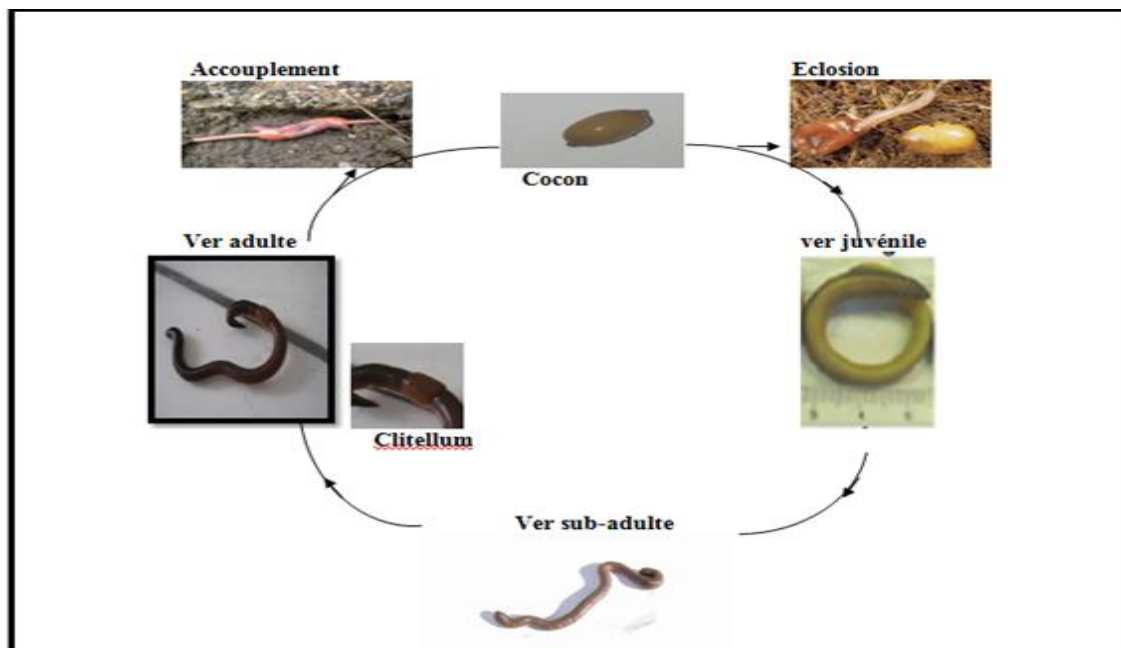 Accouplement
Eclosion
Cocon
Ver adulte
ver juvénile
Clitellum
Ver sub-adulte